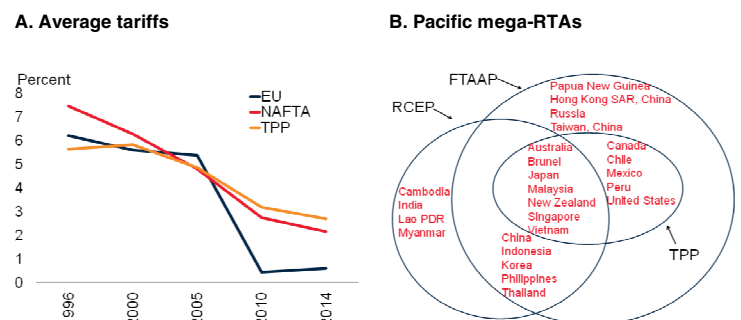 A. Average tariffs
Percent
8
7
6
5
4
3
2
1
0
EU
NAFTA
TPP
996
2000
2005
2010
2014
B. Pacific mega-RTAs
FTAAP
RCEP
Papua New Guinea
Hong Kong SAR, China
Russia
Taiwan, China
Australia
Brunei
Japan
Malaysia
New Zealand
Singapore
Vietnam
Canada
Chile
Mexico
Peru
United States
Cambodia
India
Lao PDR
Myanmar
China
Indonesia
Korea
Philippines
Thailand
TPP